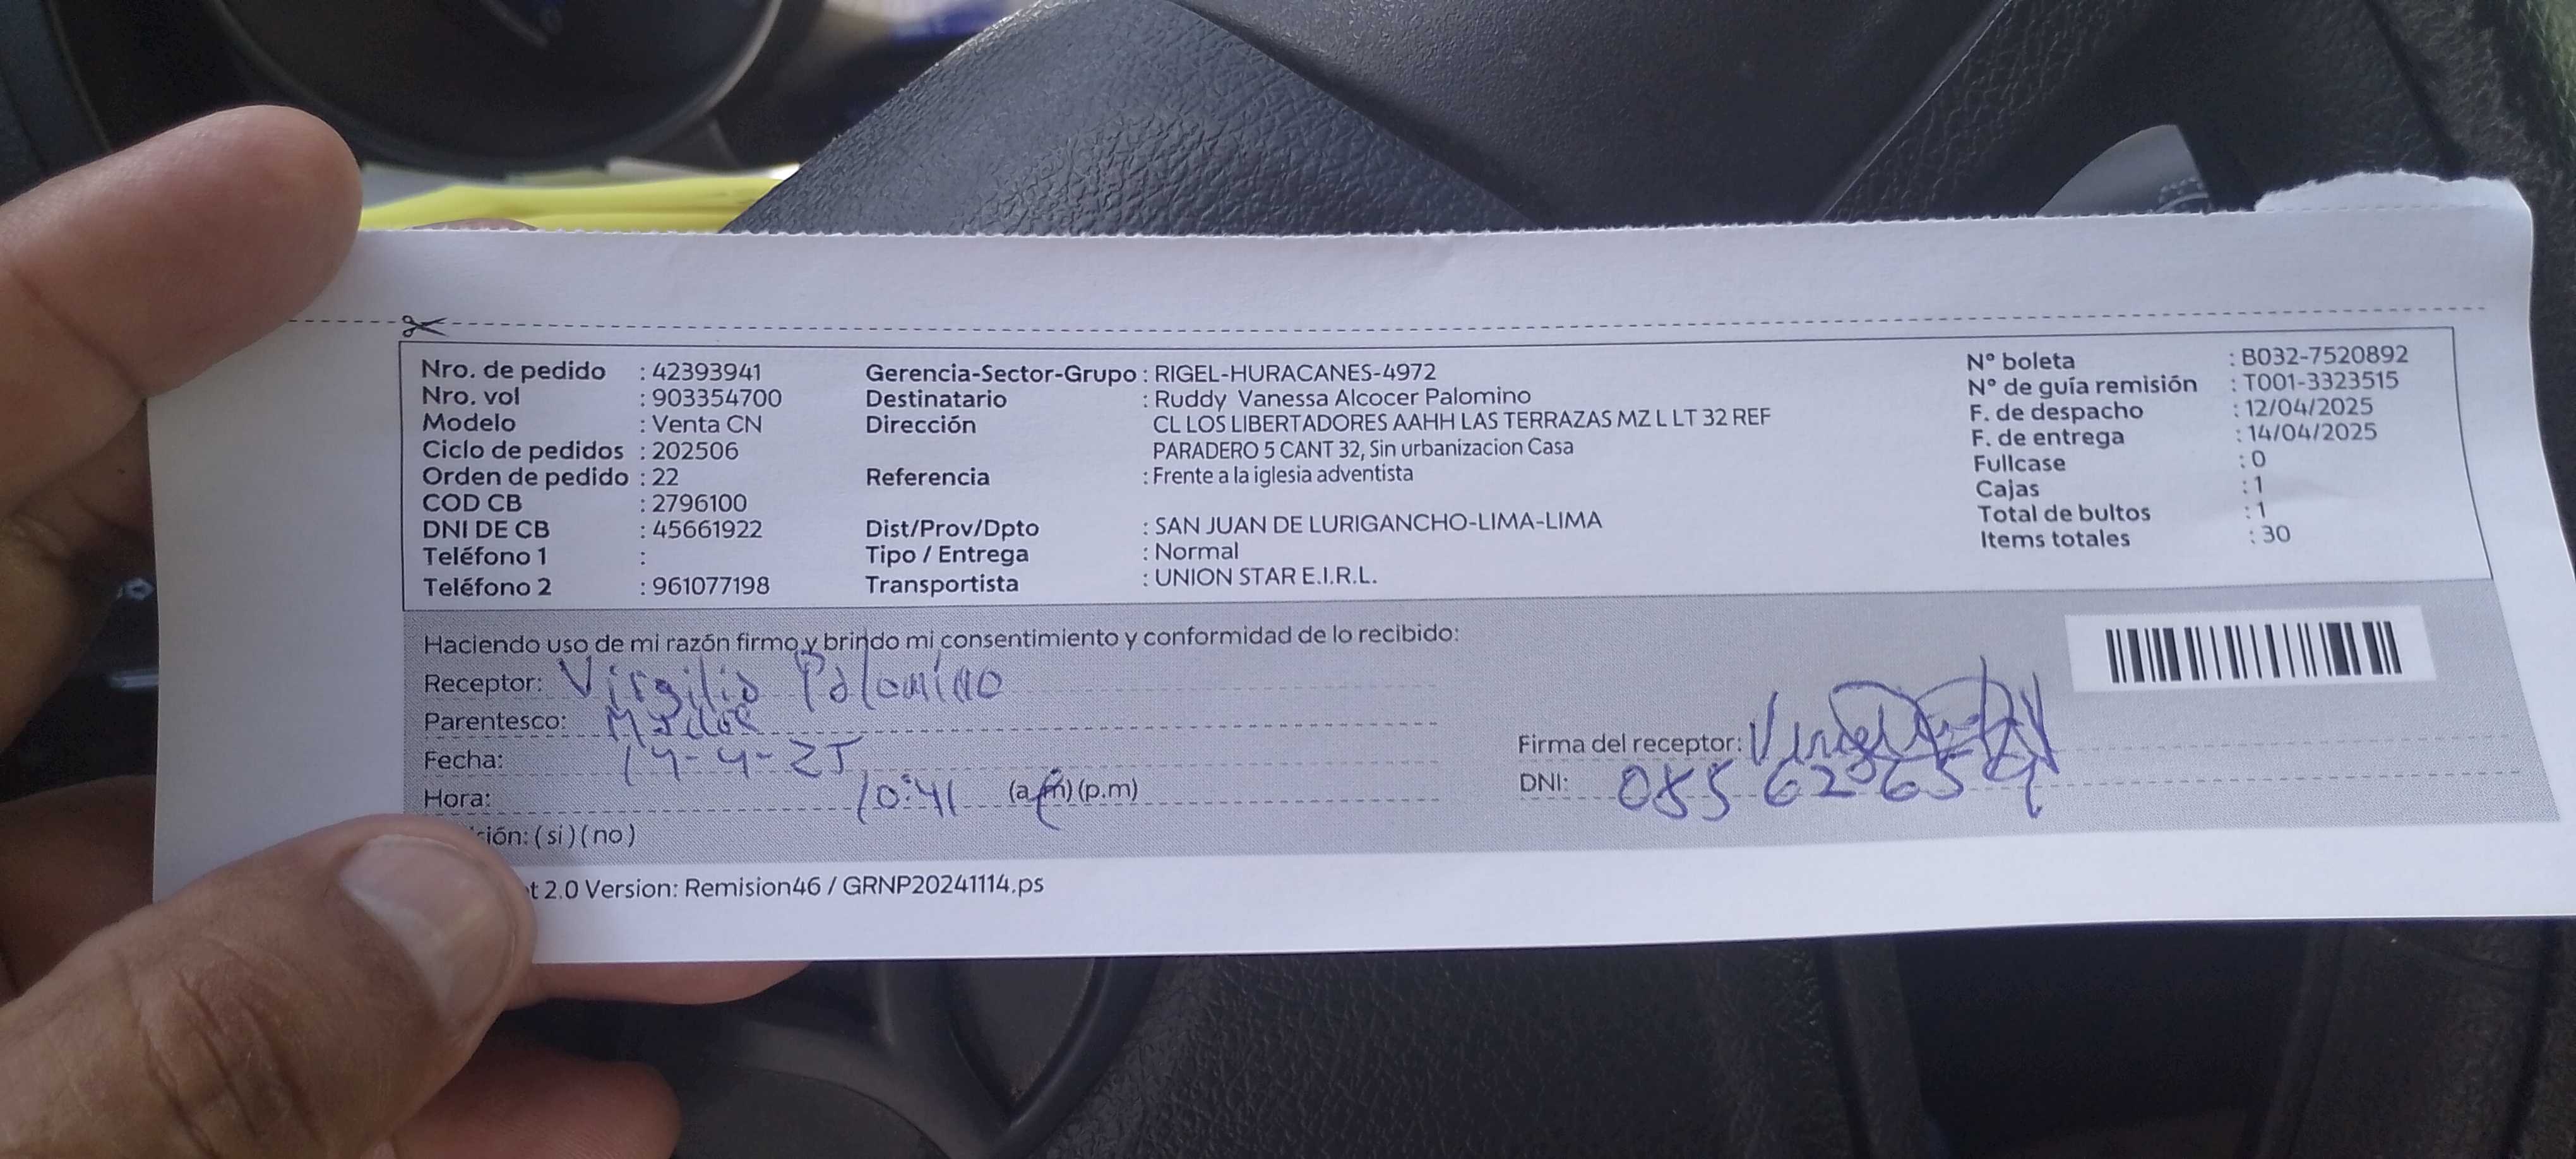 Nro. de pedido : 42393941
Nro. vol : 903354700
Modelo : Venta CN
Ciclo de pedidos : 202506
Orden de pedido : 22
COD CB : 2796100
DNI DE CB : 45661922
Teléfono 1 :
Teléfono 2 : 961077198
Gerencia-Sector-Grupo : RIGEL-HURACANES-4972
Destinatario : Ruddy Vanessa Alcocer Palomino
Dirección CL LOS LIBERTADORES AAHH LAS TERRAZAS MZ L LT 32 REF
PARADERO 5 CANT 32, Sin urbanizacion Casa
Referencia : Frente a la iglesia adventista
Dist/Prov/Dpto : SAN JUAN DE LURIGANCHO-LIMA-LIMA
Tipo / Entrega : Normal
Transportista : UNION STAR E.I.R.L.
N° boleta : B032-7520892
N° de guía remisión : T001-3323515
F. de despacho : 12/04/2025
F. de entrega : 14/04/2025
Fullcase : 0
Cajas : 1
Total de bultos : 1
Items totales : 30
Haciendo uso de mi razón firmo y brindo mi consentimiento y conformidad de lo recibido:
Receptor: Virgilio Palomino
Parentesco:
Fecha: 14-4-25
Hora: 10:41 (a.m) (p.m)
ión: (si) (no)
Firma del receptor:
DNI:
t 2.0 Version: Remision46 / GRNP20241114.ps